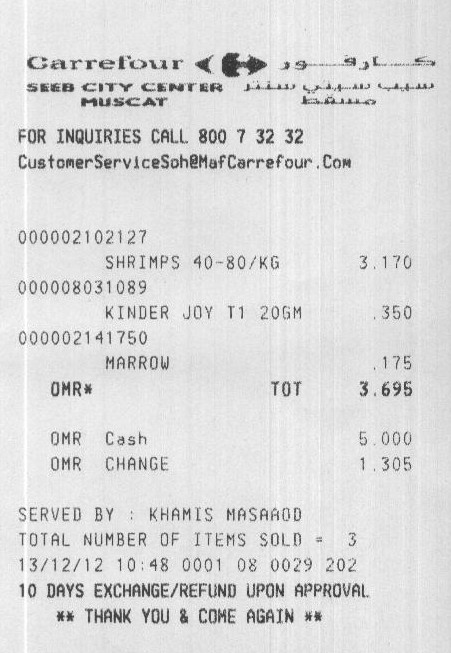 Carrefour كارفور
SEEB CITY CENTER سيب سيتي سنتر
MUSCAT مسقط
FOR INQUIRIES CALL 800 7 32 32
CustomerServiceSoh@MafCarrefour.Com
000002102127
SHRIMPS 40-80/KG 3.170
000008031089
KINDER JOY T1 20GM .350
000002141750
MARROW .175
OMR* TOT 3.695
OMR Cash 5.000
OMR CHANGE 1.305
SERVED BY : KHAMIS MASAAOD
TOTAL NUMBER OF ITEMS SOLD = 3
13/12/12 10:48 0001 08 0029 202
10 DAYS EXCHANGE/REFUND UPON APPROVAL
** THANK YOU & COME AGAIN **